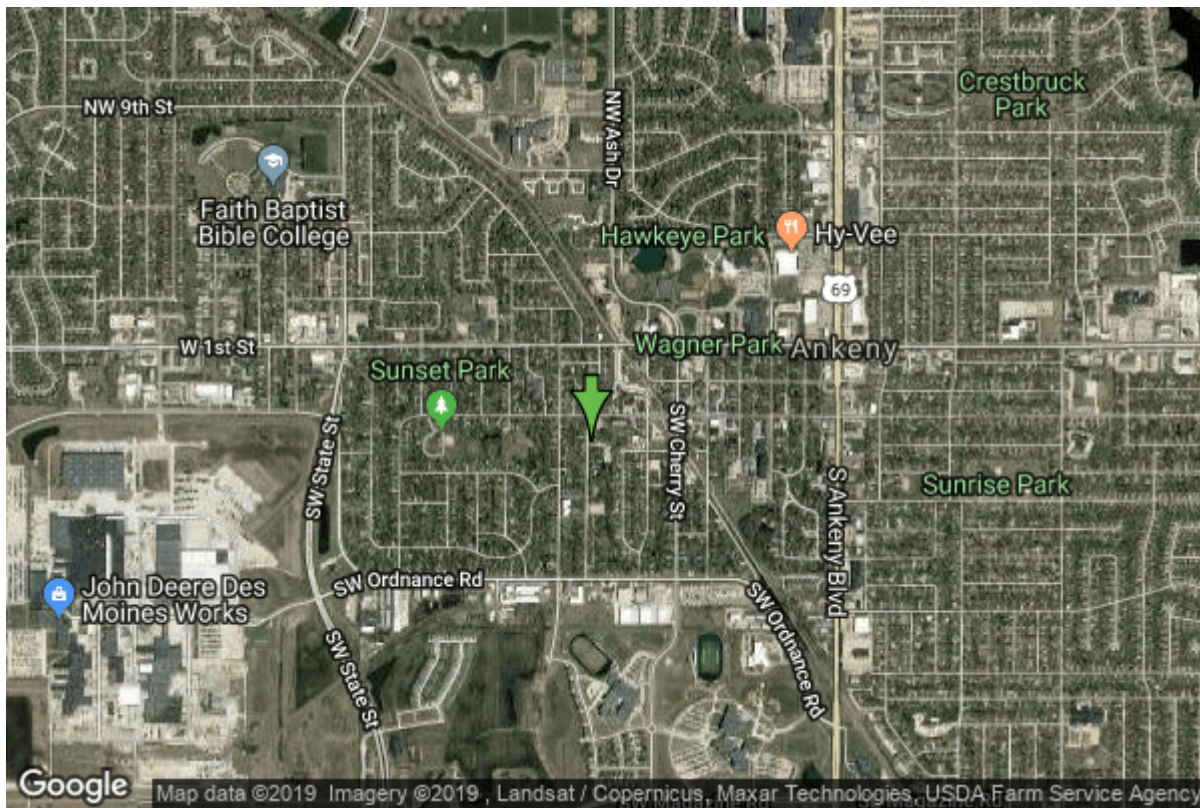 Crestbruck
Park
NW 9th St
NW Ash Dr
Faith Baptist
Bible College
Hawkeye Park
Hy-Vee
69
W 1st St
Wagner Park
Ankeny
Sunset Park
SW State St
SW Cherry St
S Ankeny Blvd
Sunrise Park
John Deere Des
Moines Works
SW Ordnance Rd
SW Ordnance Rd
SW State St
Google
Map data ©2019 Imagery ©2019 , Landsat / Copernicus, Maxar Technologies, USDA Farm Service Agency